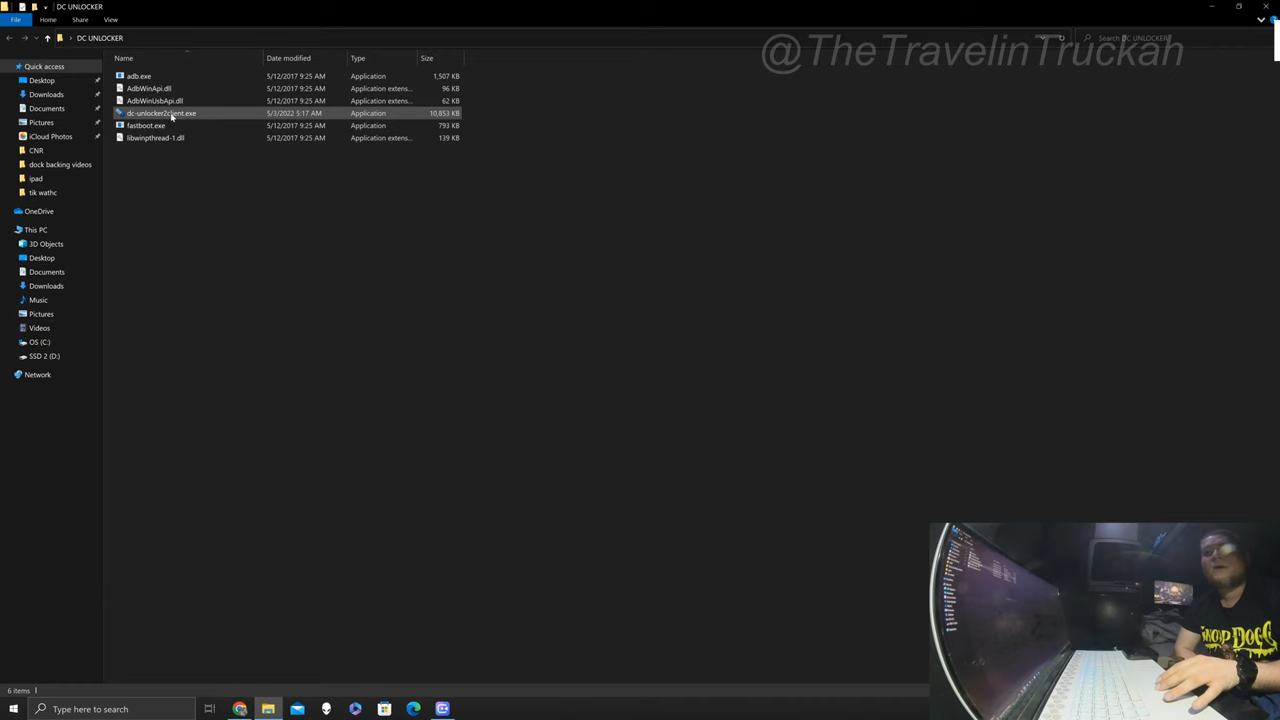 DC UNLOCKER
File
Home
Share
View
DC UNLOCKER
Search DC UNLOCKER
@TheTravelinTruckah
Name
Date modified
Type
Size
adb.exe 5/12/2017 9:25 AM Application 1,507 KB
AdbWinApi.dll 5/12/2017 9:25 AM Application extens... 96 KB
AdbWinUsbApi.dll 5/12/2017 9:25 AM Application extens... 62 KB
dc-unlocker2client.exe 5/3/2022 5:17 AM Application 10,853 KB
fastboot.exe 5/12/2017 9:25 AM Application 793 KB
libwinpthread-1.dll 5/12/2017 9:25 AM Application extens... 139 KB
Quick access
Desktop
Downloads
Documents
Pictures
iCloud Photos
CNR
dock backing videos
ipad
tik wathc
OneDrive
This PC
3D Objects
Desktop
Documents
Downloads
Music
Pictures
Videos
OS (C:)
SSD 2 (D:)
Network
SNOOP DOGG
6 items
Type here to search